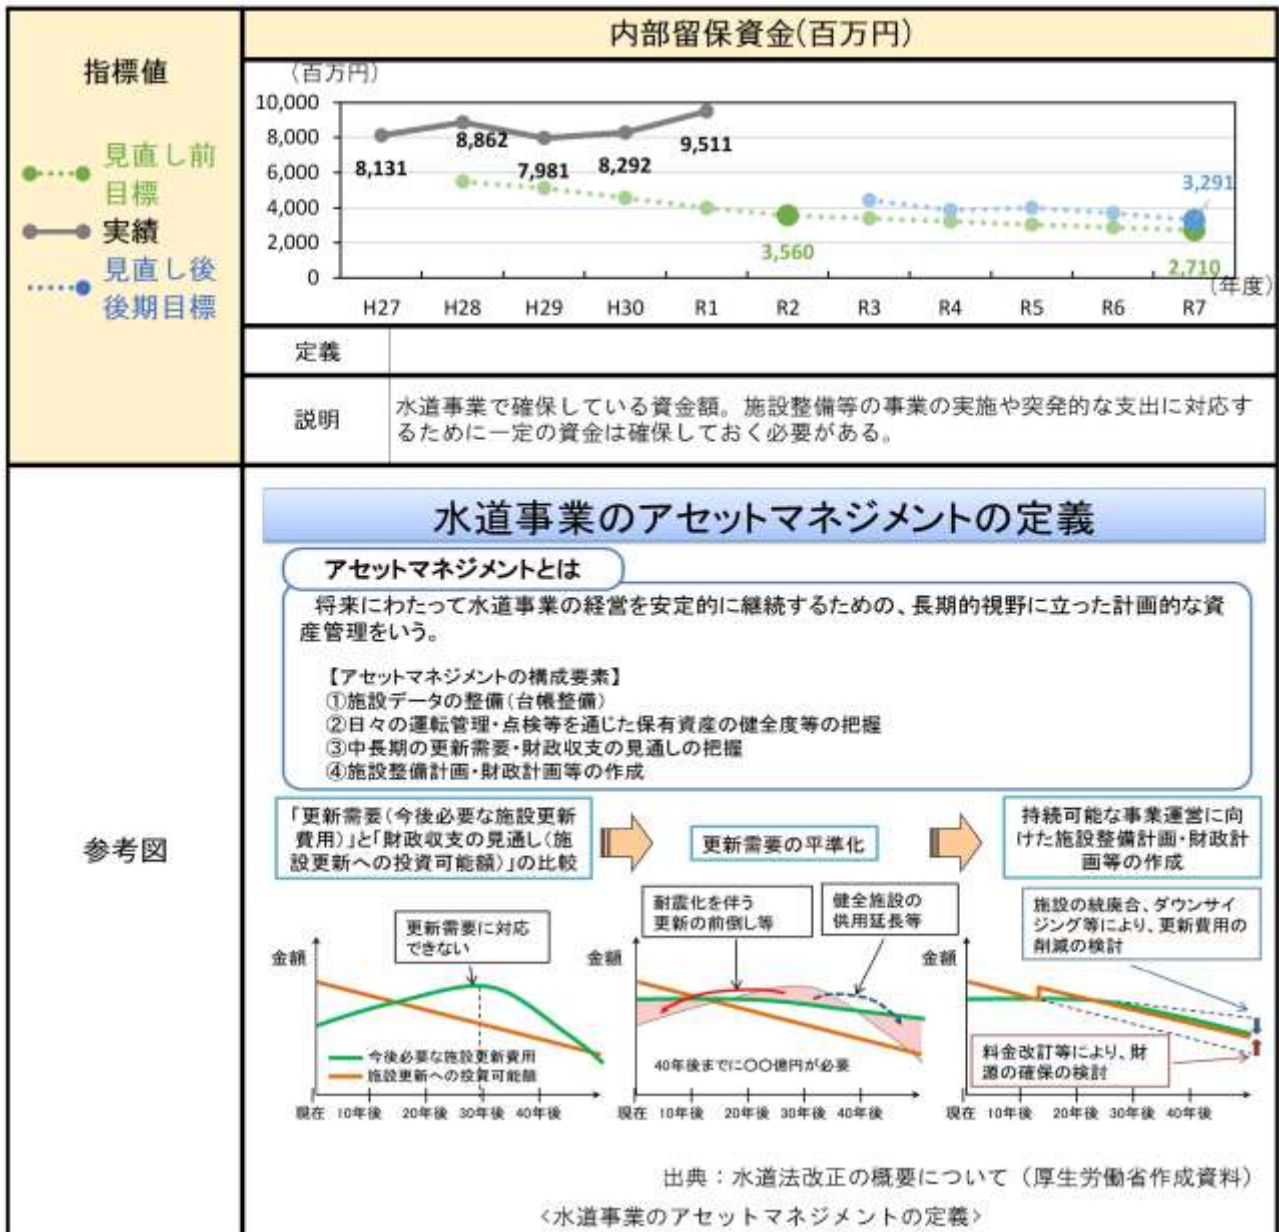 指標値
見直し前
目標
実績
見直し後
後期目標
内部留保資金(百万円)
(百万円)
10,000
8,000
6,000
4,000
2,000
0
8,131
8,862
7,981
8,292
9,511
3,560
3,291
2,710
(年度)
H27 H28 H29 H30 R1 R2 R3 R4 R5 R6 R7
定義
説明
水道事業で確保している資金額。施設整備等の事業の実施や突発的な支出に対応す
るために一定の資金は確保しておく必要がある。
参考図
水道事業のアセットマネジメントの定義
アセットマネジメントとは
将来にわたって水道事業の経営を安定的に継続するための、長期的視野に立った計画的な資
産管理をいう。
【アセットマネジメントの構成要素】
①施設データの整備(台帳整備)
②日々の運転管理・点検等を通じた保有資産の健全度等の把握
③中長期の更新需要・財政収支の見通しの把握
④施設整備計画・財政計画等の作成
「更新需要(今後必要な施設更新
費用)」と「財政収支の見通し(施
設更新への投資可能額)」の比較
更新需要の平準化
持続可能な事業運営に向
けた施設整備計画・財政計
画等の作成
更新需要に対応
できない
金額
今後必要な施設更新費用
施設更新への投資可能額
現在 10年後 20年後 30年後 40年後
耐震化を伴う
更新の前倒し等
健全施設の
供用延長等
金額
40年後までに〇〇億円が必要
現在 10年後 20年後 30年後 40年後
施設の統廃合、ダウンサイ
ジング等により、更新費用の
削減の検討
金額
料金改訂等により、財
源の確保の検討
現在 10年後 20年後 30年後 40年後
出典：水道法改正の概要について（厚生労働省作成資料）
<水道事業のアセットマネジメントの定義>